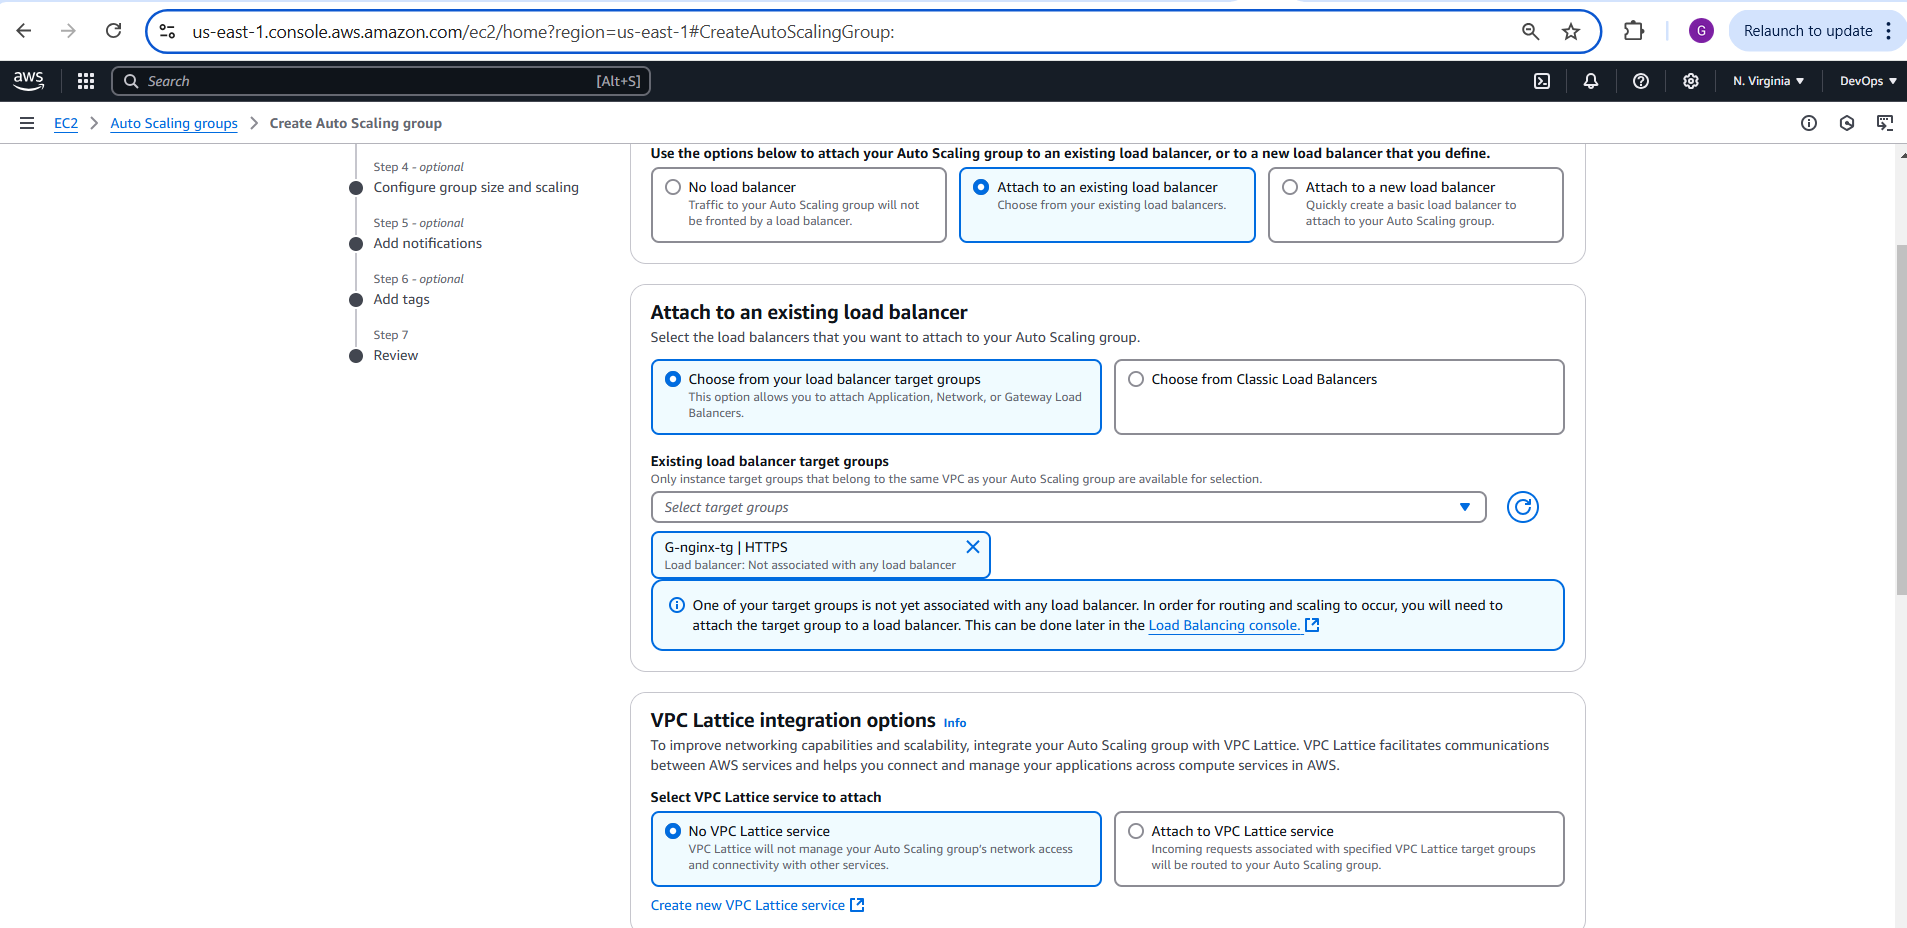 us-east-1.console.aws.amazon.com/ec2/home?region=us-east-1#CreateAutoScalingGroup:
G
Relaunch to update
aws
Search
[Alt+S]
N. Virginia
DevOps
EC2
Auto Scaling groups
Create Auto Scaling group
Step 4 - optional
Configure group size and scaling
Step 5 - optional
Add notifications
Step 6 - optional
Add tags
Step 7
Review
Use the options below to attach your Auto Scaling group to an existing load balancer, or to a new load balancer that you define.
No load balancer
Traffic to your Auto Scaling group will not
be fronted by a load balancer.
Attach to an existing load balancer
Choose from your existing load balancers.
Attach to a new load balancer
Quickly create a basic load balancer to
attach to your Auto Scaling group.
Attach to an existing load balancer
Select the load balancers that you want to attach to your Auto Scaling group.
Choose from your load balancer target groups
This option allows you to attach Application, Network, or Gateway Load
Balancers.
Choose from Classic Load Balancers
Existing load balancer target groups
Only instance target groups that belong to the same VPC as your Auto Scaling group are available for selection.
Select target groups
G-nginx-tg | HTTPS
Load balancer: Not associated with any load balancer
One of your target groups is not yet associated with any load balancer. In order for routing and scaling to occur, you will need to
attach the target group to a load balancer. This can be done later in the Load Balancing console.
VPC Lattice integration options Info
To improve networking capabilities and scalability, integrate your Auto Scaling group with VPC Lattice. VPC Lattice facilitates communications
between AWS services and helps you connect and manage your applications across compute services in AWS.
Select VPC Lattice service to attach
No VPC Lattice service
VPC Lattice will not manage your Auto Scaling group's network access
and connectivity with other services.
Attach to VPC Lattice service
Incoming requests associated with specified VPC Lattice target groups
will be routed to your Auto Scaling group.
Create new VPC Lattice service